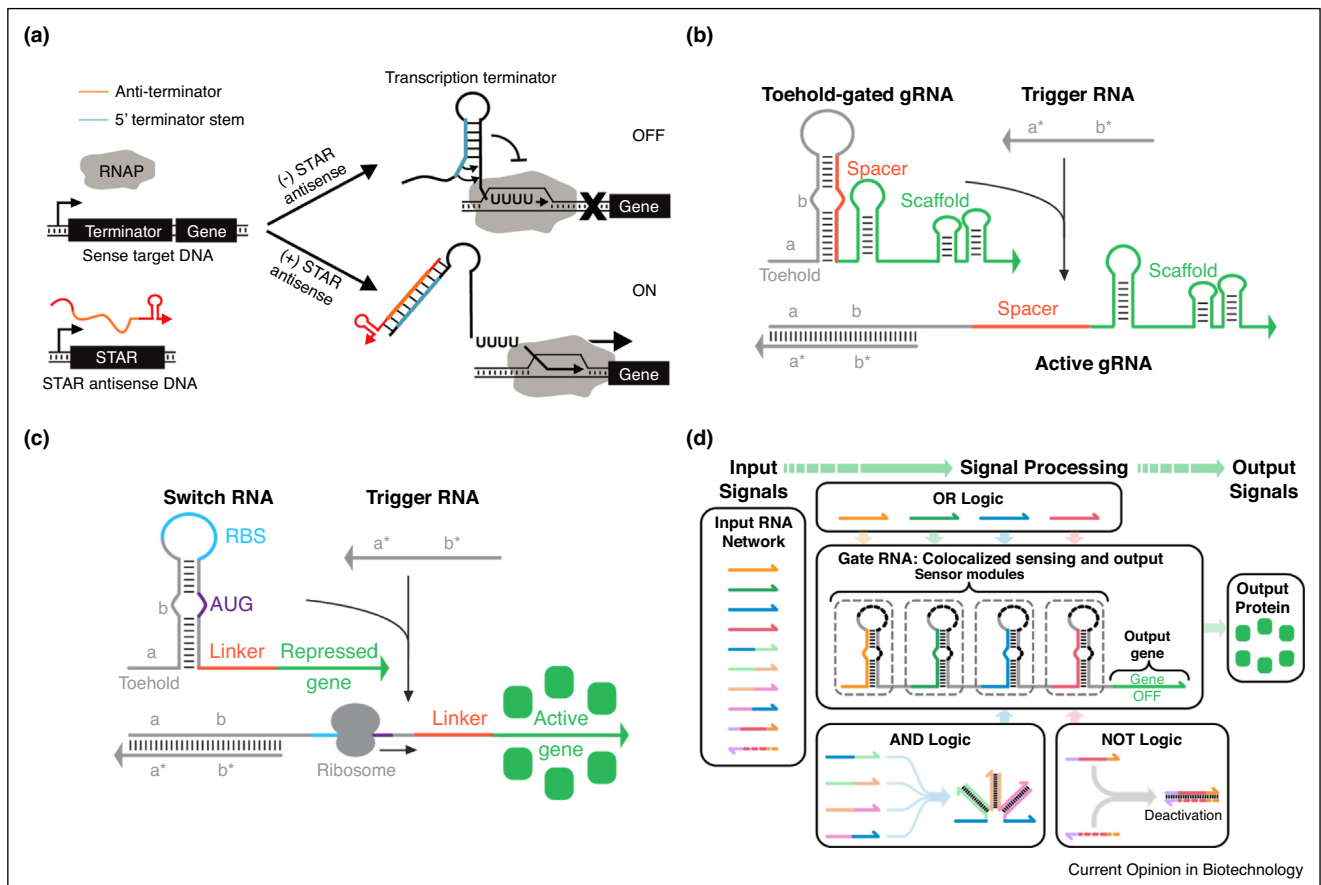 (a)
Anti-terminator
5' terminator stem
RNAP
Terminator
Gene
Sense target DNA
STAR
STAR antisense DNA
(-) STAR
antisense
(+) STAR
antisense
Transcription terminator
OFF
UUUU
Gene
ON
UUUU
Gene
(b)
Toehold-gated gRNA
Trigger RNA
a* b*
Spacer
b
Scaffold
a
Toehold
Scaffold
a b
Spacer
a* b*
Active gRNA
(c)
Switch RNA
Trigger RNA
RBS
a* b*
b
AUG
a
Linker
Repressed
gene
Toehold
a b
Linker
Active
gene
a* b*
Ribosome
(d)
Input
Signals
Signal Processing
Output
Signals
OR Logic
Input RNA
Network
Gate RNA: Colocalized sensing and output
Sensor modules
Output
gene
Gene
OFF
Output
Protein
AND Logic
NOT Logic
Deactivation
Current Opinion in Biotechnology